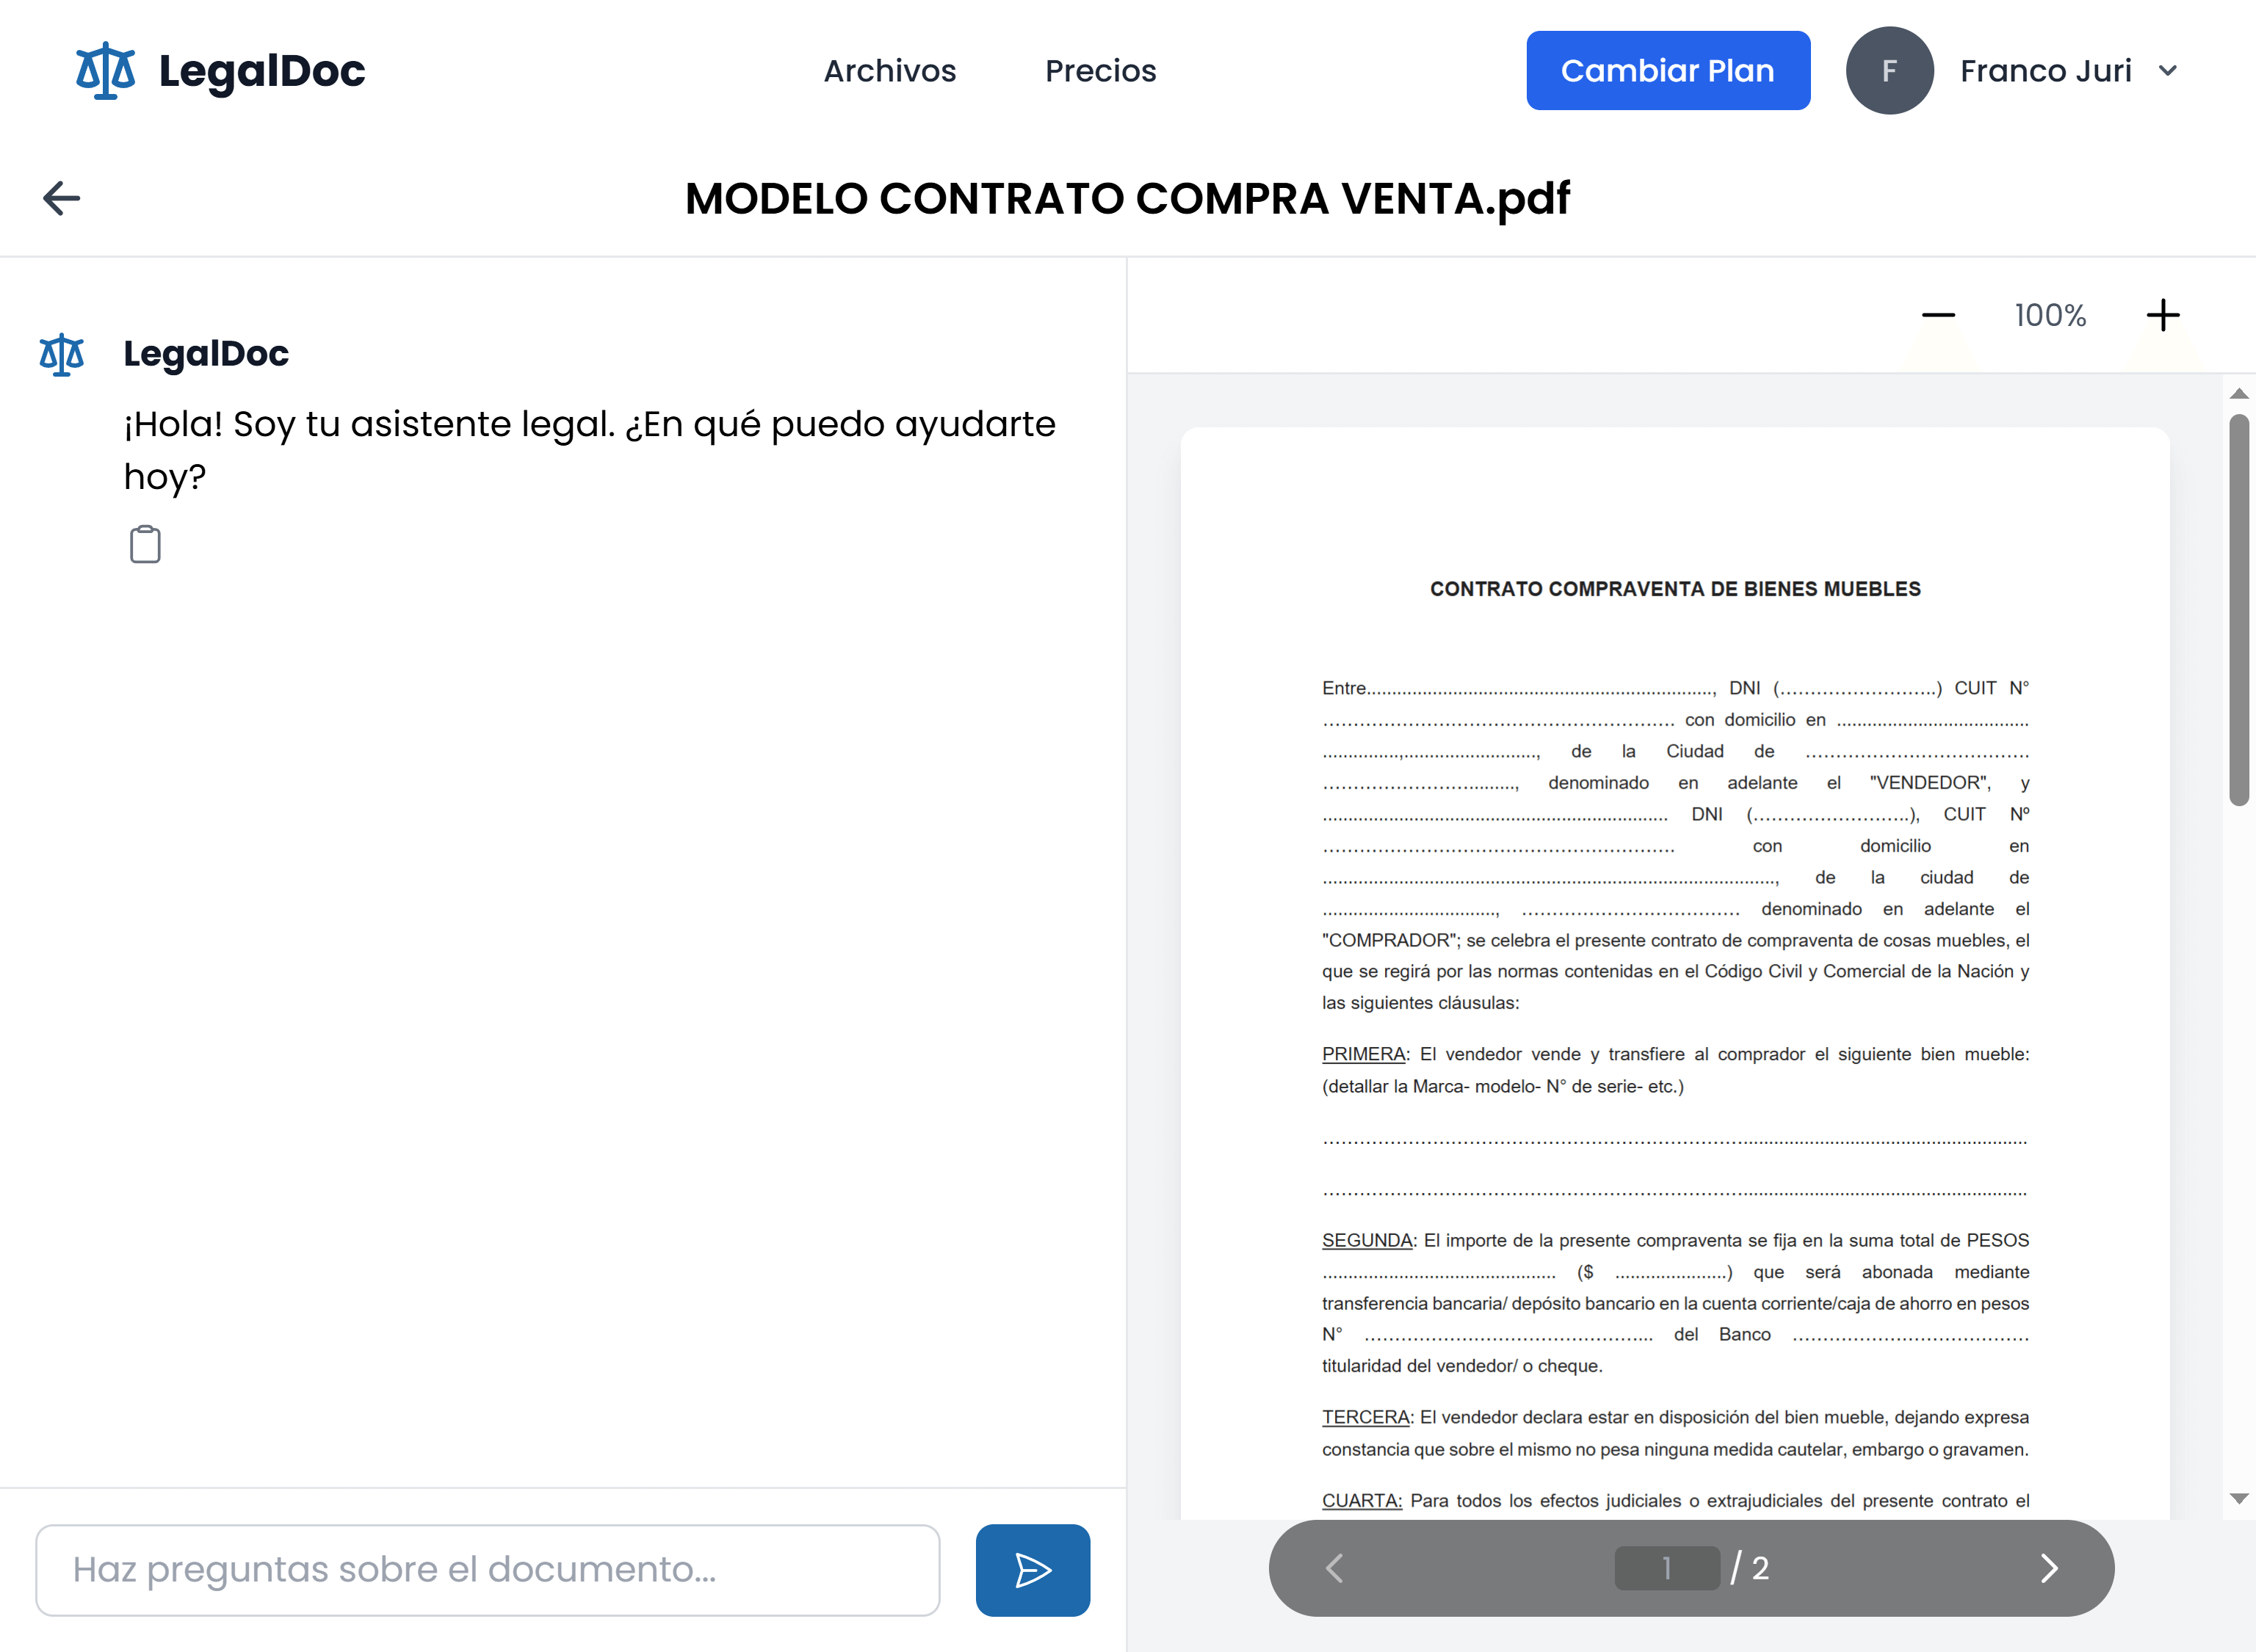 LegalDoc
Archivos
Precios
Cambiar Plan
F
Franco Juri
MODELO CONTRATO COMPRA VENTA.pdf
LegalDoc
¡Hola! Soy tu asistente legal. ¿En qué puedo ayudarte
hoy?
Haz preguntas sobre el documento...
100%
CONTRATO COMPRAVENTA DE BIENES MUEBLES
Entre...................................................................., DNI (……………………..) CUIT N°
…………………………………………………. con domicilio en ......................................
...............,.........................., de la Ciudad de ……………………………….
……………………........., denominado en adelante el "VENDEDOR", y
.................................................................... DNI (……………………..), CUIT Nº
…………………………………………………. con domicilio en
........................................................................................., de la ciudad de
.................................., ……………………………… denominado en adelante el
"COMPRADOR"; se celebra el presente contrato de compraventa de cosas muebles, el
que se regirá por las normas contenidas en el Código Civil y Comercial de la Nación y
las siguientes cláusulas:
PRIMERA: El vendedor vende y transfiere al comprador el siguiente bien mueble:
(detallar la Marca- modelo- N° de serie- etc.)
……………………………………………………………........................................................
……………………………………………………………........................................................
SEGUNDA: El importe de la presente compraventa se fija en la suma total de PESOS
.............................................. ($ ......................) que será abonada mediante
transferencia bancaria/ depósito bancario en la cuenta corriente/caja de ahorro en pesos
N° ………………………………………... del Banco …………………………………
titularidad del vendedor/ o cheque.
TERCERA: El vendedor declara estar en disposición del bien mueble, dejando expresa
constancia que sobre el mismo no pesa ninguna medida cautelar, embargo o gravamen.
CUARTA: Para todos los efectos judiciales o extrajudiciales del presente contrato el
1 / 2